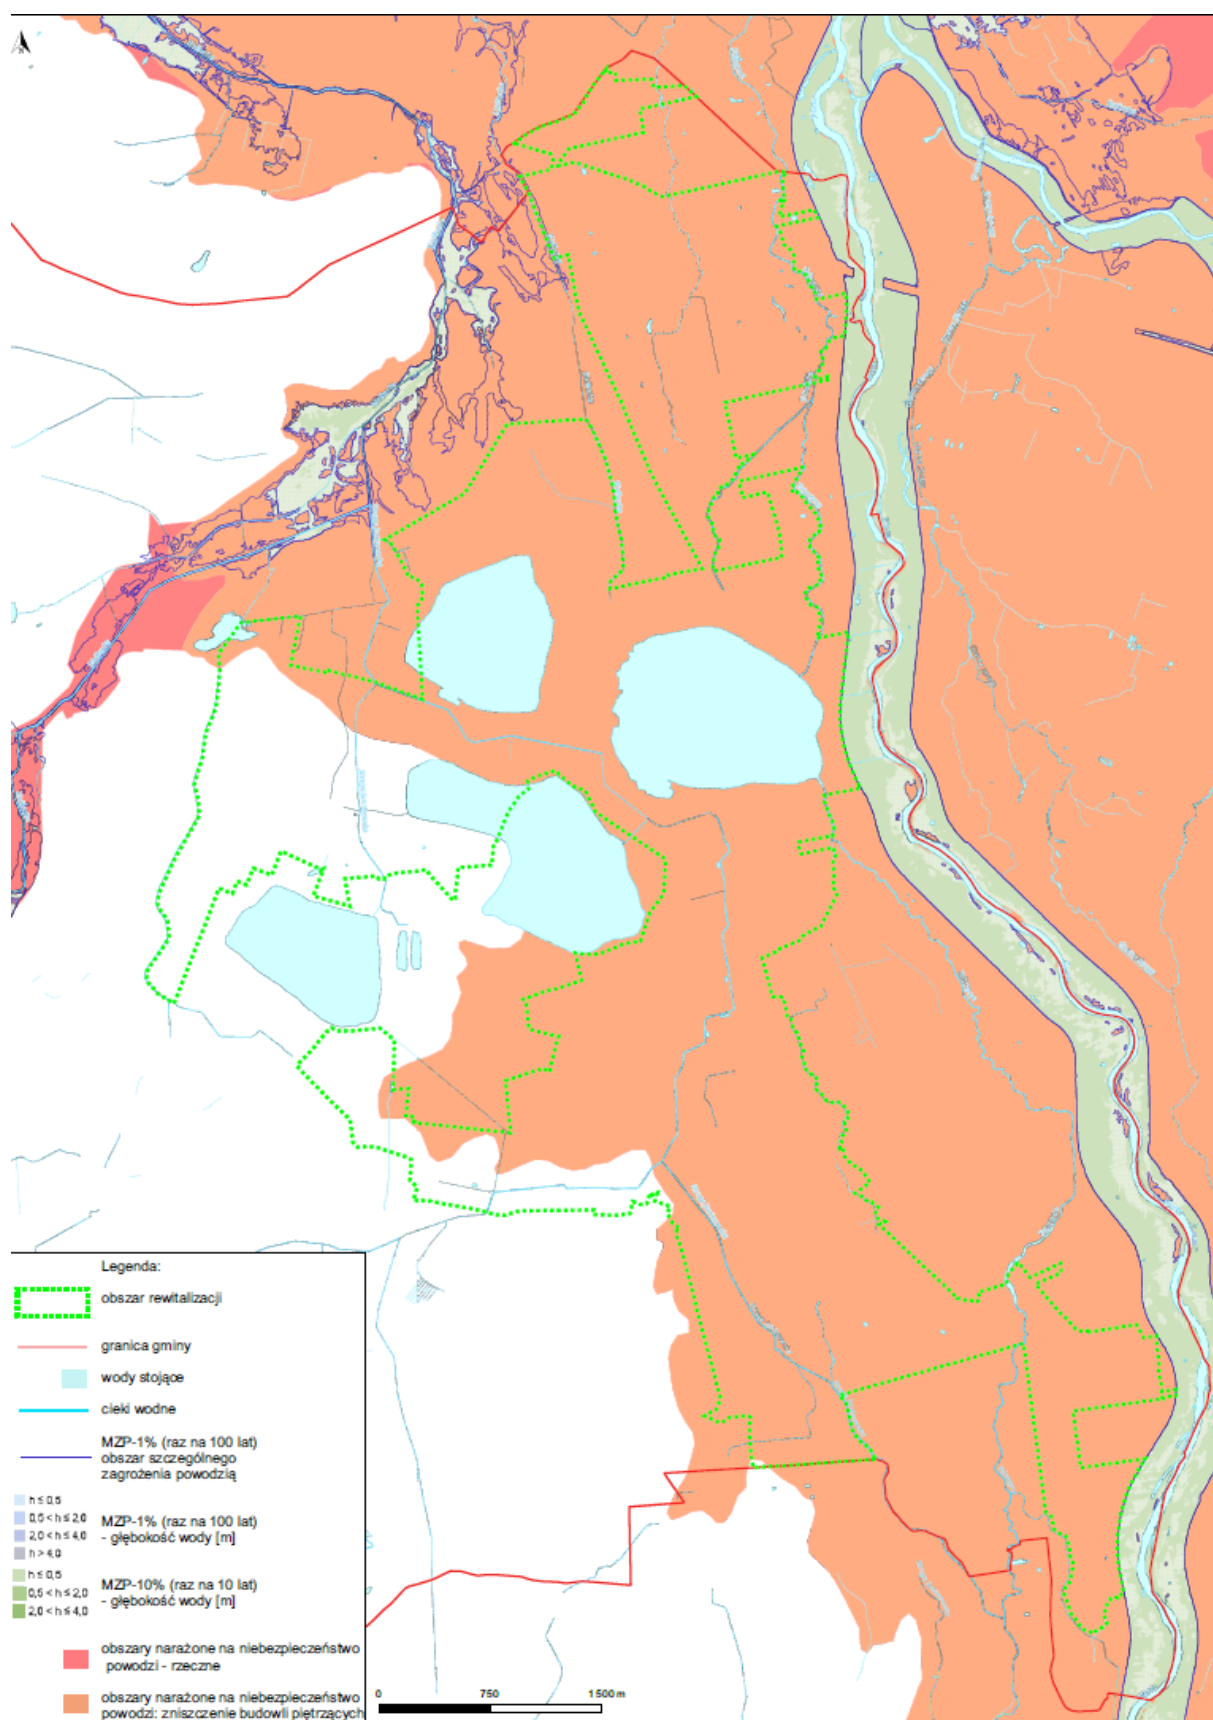 Legenda:
obszar rewitalizacji
granica gminy
wody stojące
cieki wodne
MZP-1% (raz na 100 lat)
obszar szczególnego
zagrożenia powodzią
h ≤ 0,5
0,5 < h ≤ 2,0
2,0 < h ≤ 4,0
h > 4,0
MZP-1% (raz na 100 lat)
- głębokość wody [m]
h ≤ 0,5
0,5 < h ≤ 2,0
2,0 < h ≤ 4,0
MZP-10% (raz na 10 lat)
- głębokość wody [m]
obszary narażone na niebezpieczeństwo
powodzi - rzeczne
obszary narażone na niebezpieczeństwo
powodzi: zniszczenie budowli piętrzących
0 750 1 500 m